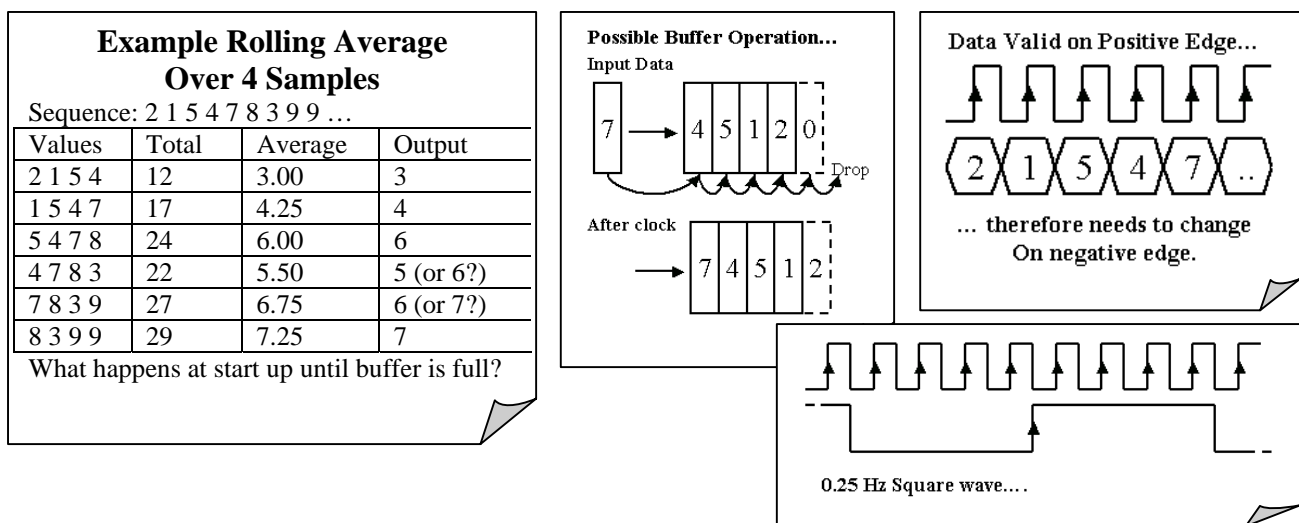 Example Rolling Average
Over 4 Samples
Sequence: 2 1 5 4 7 8 3 9 9 …
Values Total Average Output
2 1 5 4 12 3.00 3
1 5 4 7 17 4.25 4
5 4 7 8 24 6.00 6
4 7 8 3 22 5.50 5 (or 6?)
7 8 3 9 27 6.75 6 (or 7?)
8 3 9 9 29 7.25 7
What happens at start up until buffer is full?
Possible Buffer Operation...
Input Data
7 4 5 1 2 0
Drop
After clock
7 4 5 1 2
Data Valid on Positive Edge...
2 1 5 4 7 ..
... therefore needs to change
On negative edge.
0.25 Hz Square wave....